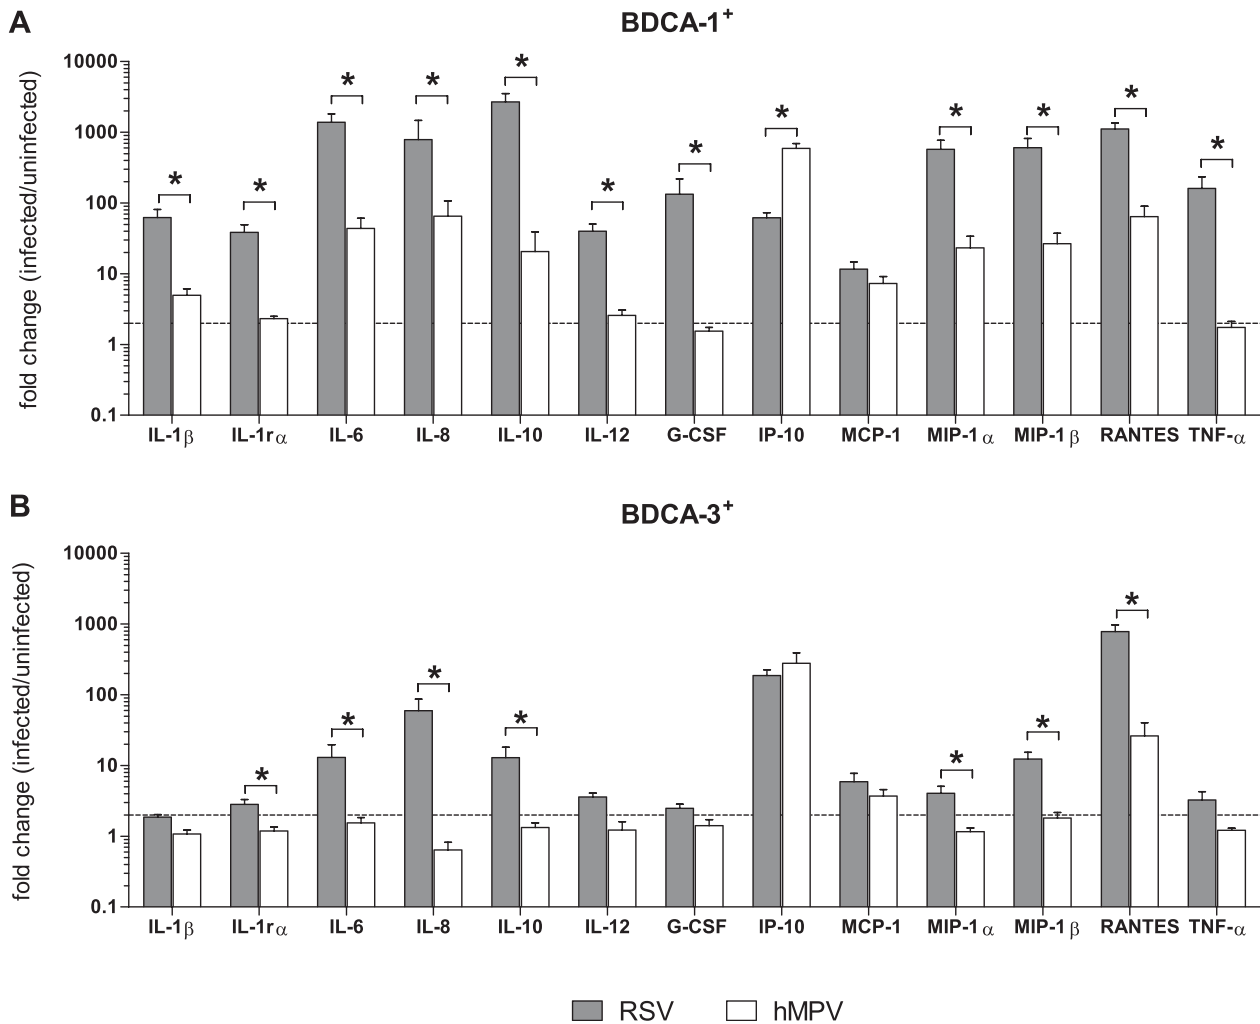 A
BDCA-1+
fold change (infected/uninfected)
10000
1000
100
10
1
0.1
* * * * * * * * * * * *
IL-1β IL-1rα IL-6 IL-8 IL-10 IL-12 G-CSF IP-10 MCP-1 MIP-1α MIP-1β RANTES TNF-α
B
BDCA-3+
fold change (infected/uninfected)
10000
1000
100
10
1
0.1
* * * * * * *
IL-1β IL-1rα IL-6 IL-8 IL-10 IL-12 G-CSF IP-10 MCP-1 MIP-1α MIP-1β RANTES TNF-α
RSV hMPV